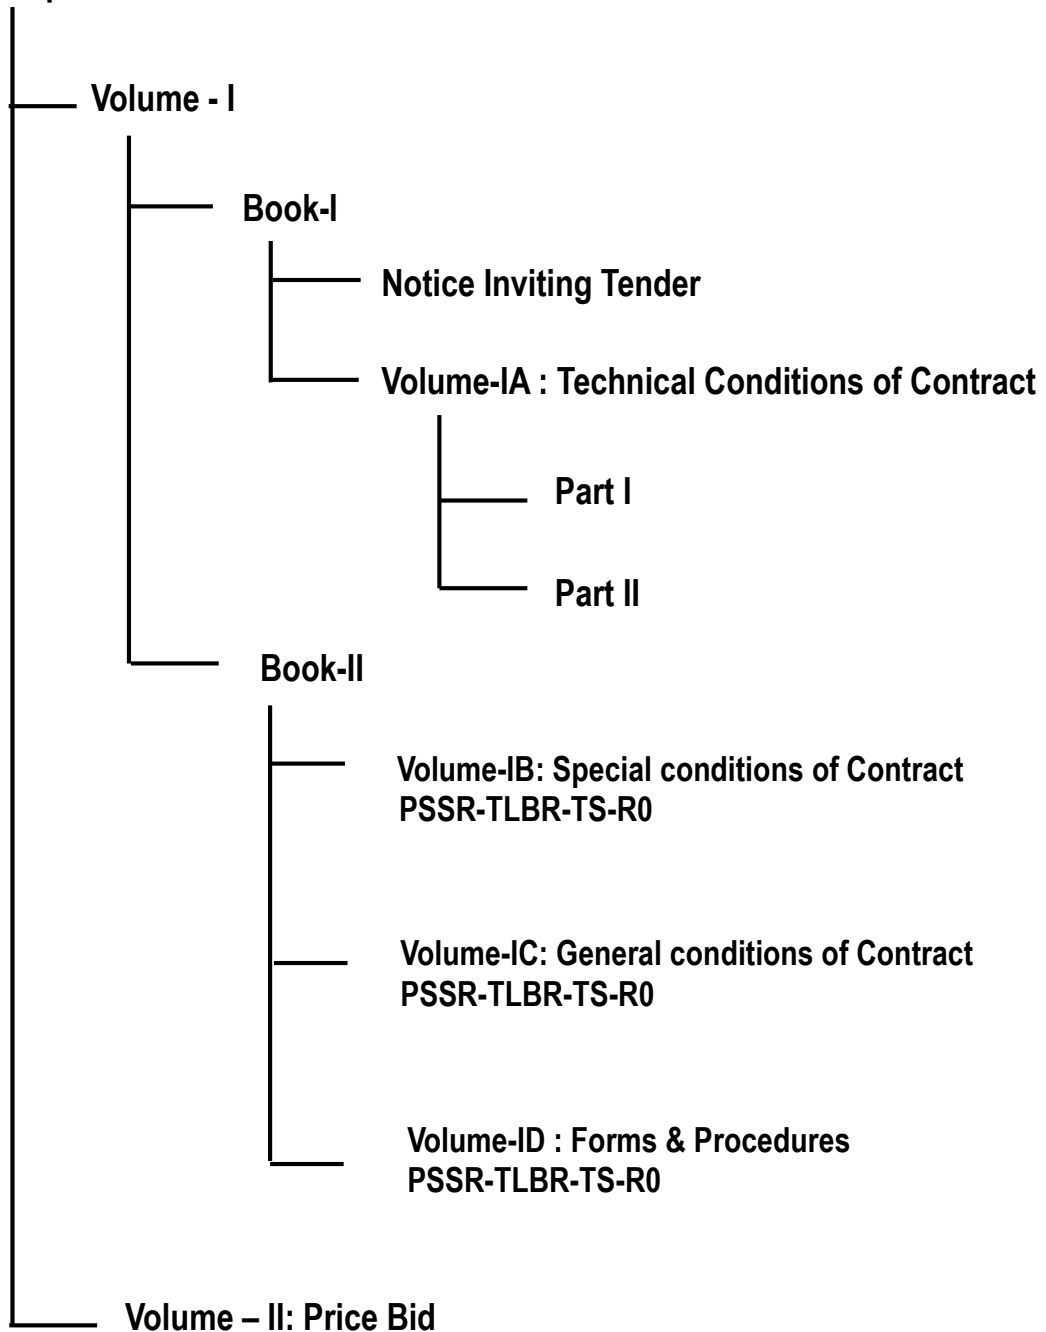 Volume - I
Book-I
Notice Inviting Tender
Volume-IA : Technical Conditions of Contract
Part I
Part II
Book-II
Volume-IB: Special conditions of Contract
PSSR-TLBR-TS-R0
Volume-IC: General conditions of Contract
PSSR-TLBR-TS-R0
Volume-ID : Forms & Procedures
PSSR-TLBR-TS-R0
Volume – II: Price Bid